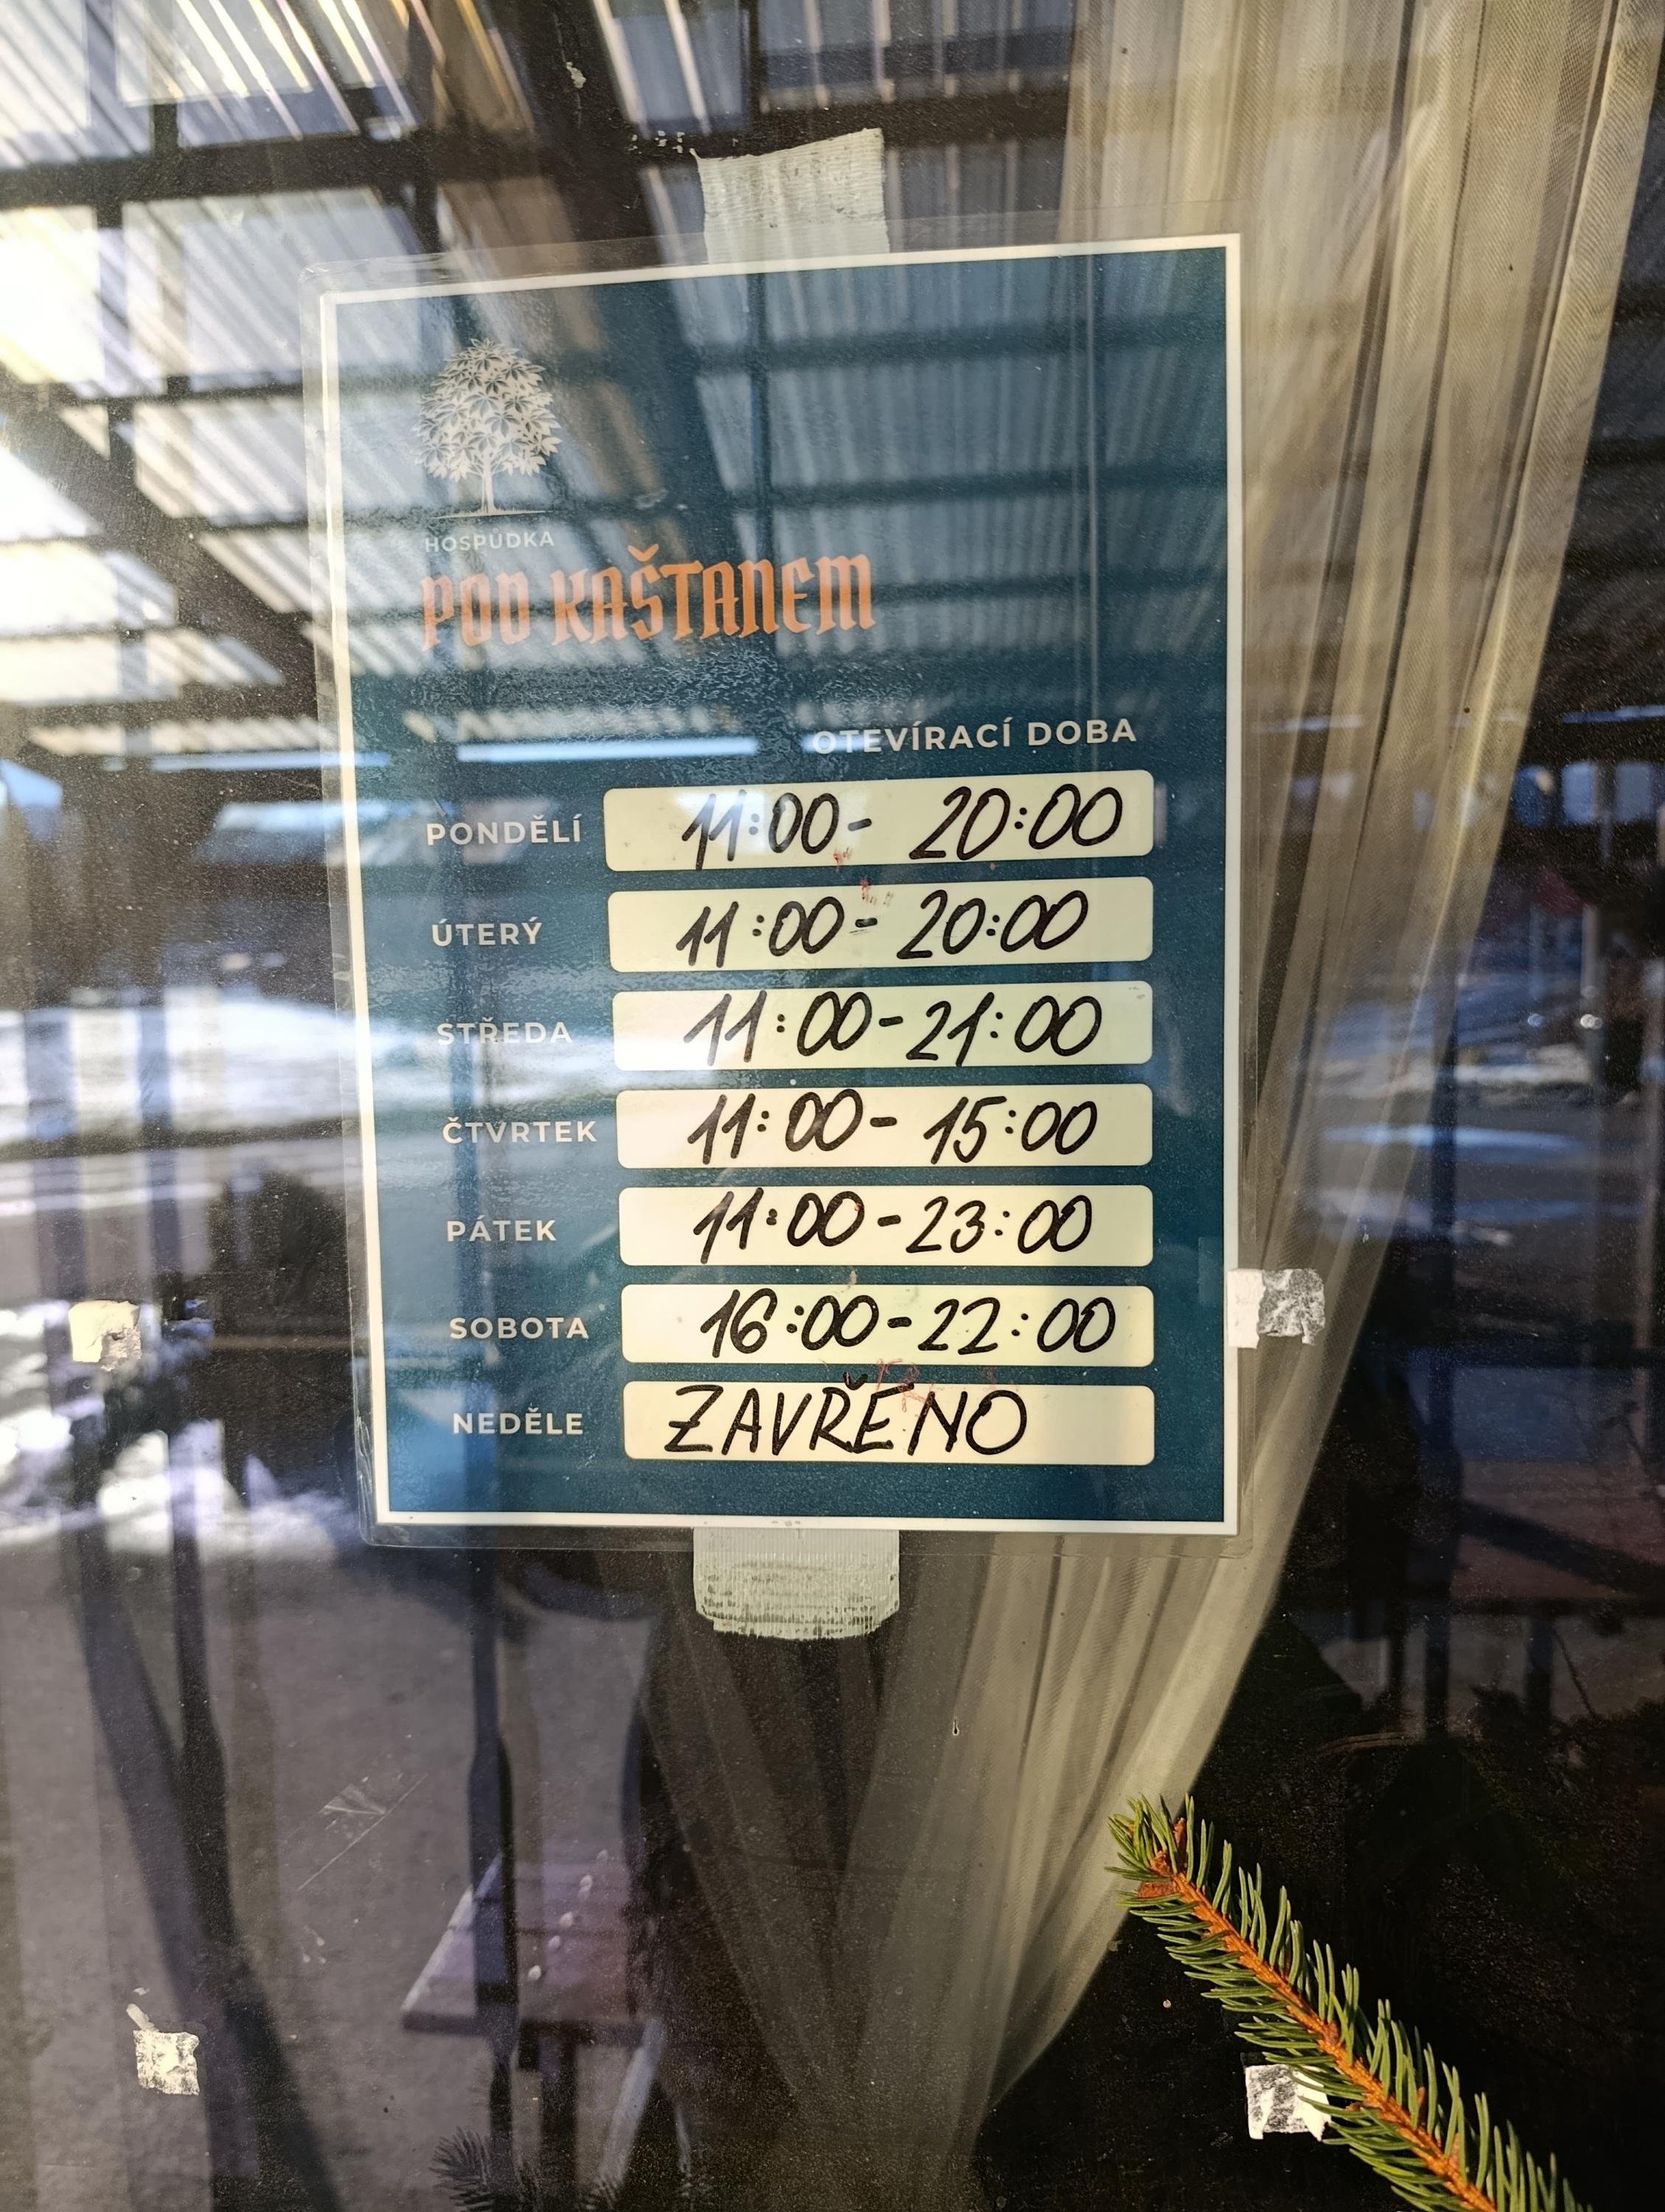 HOSPŮDKA
POD KAŠTANEM
OTEVÍRACÍ DOBA
PONDĚLÍ 11:00- 20:00
ÚTERÝ 11:00- 20:00
STŘEDA 11:00-21:00
ČTVRTEK 11:00- 15:00
PÁTEK 11:00-23:00
SOBOTA 16:00-22:00
NEDĚLE ZAVŘENO